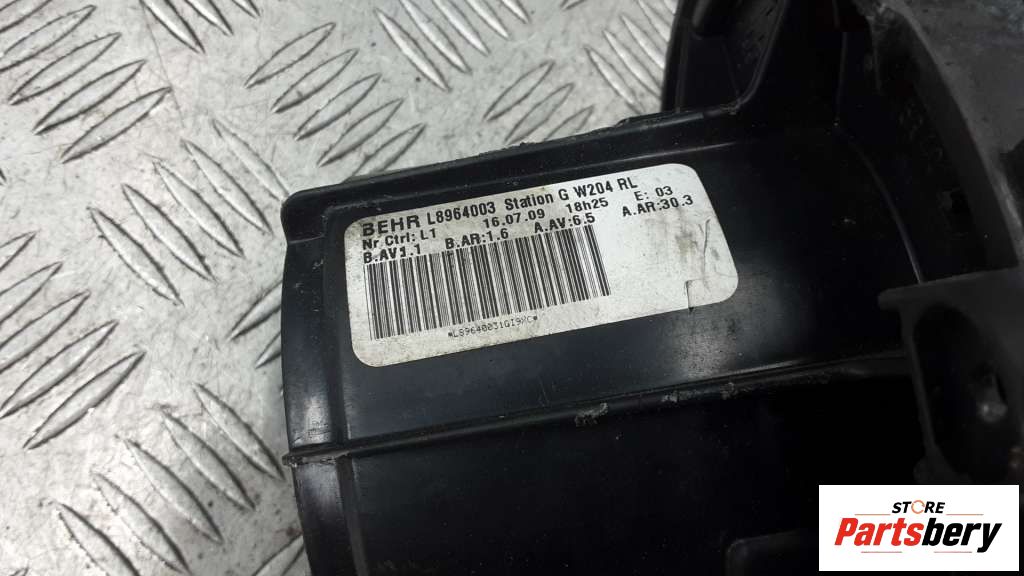 BEHR L8964003 Station G W204 RL
Nr.Ctrl:L1 16.07.09 18h25 E: 03
B.AV:1.1 B.AR:1.6 A.AV:6.5 A.AR:30.3
STORE
Partsbery